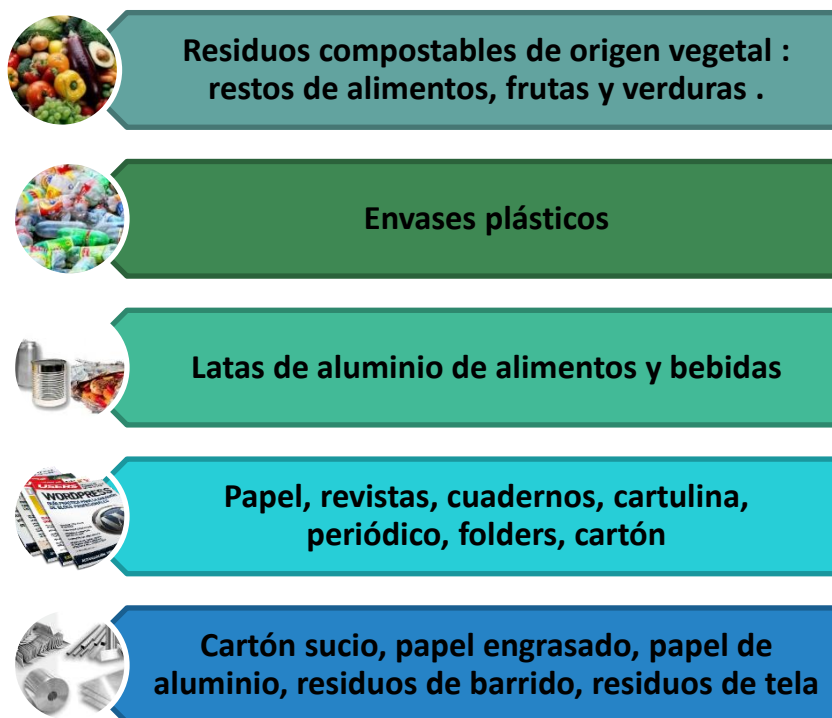 Residuos compostables de origen vegetal :
restos de alimentos, frutas y verduras .
Envases plásticos
Latas de aluminio de alimentos y bebidas
USERS
WORDPRESS
Papel, revistas, cuadernos, cartulina,
periódico, folders, cartón
Cartón sucio, papel engrasado, papel de
aluminio, residuos de barrido, residuos de tela